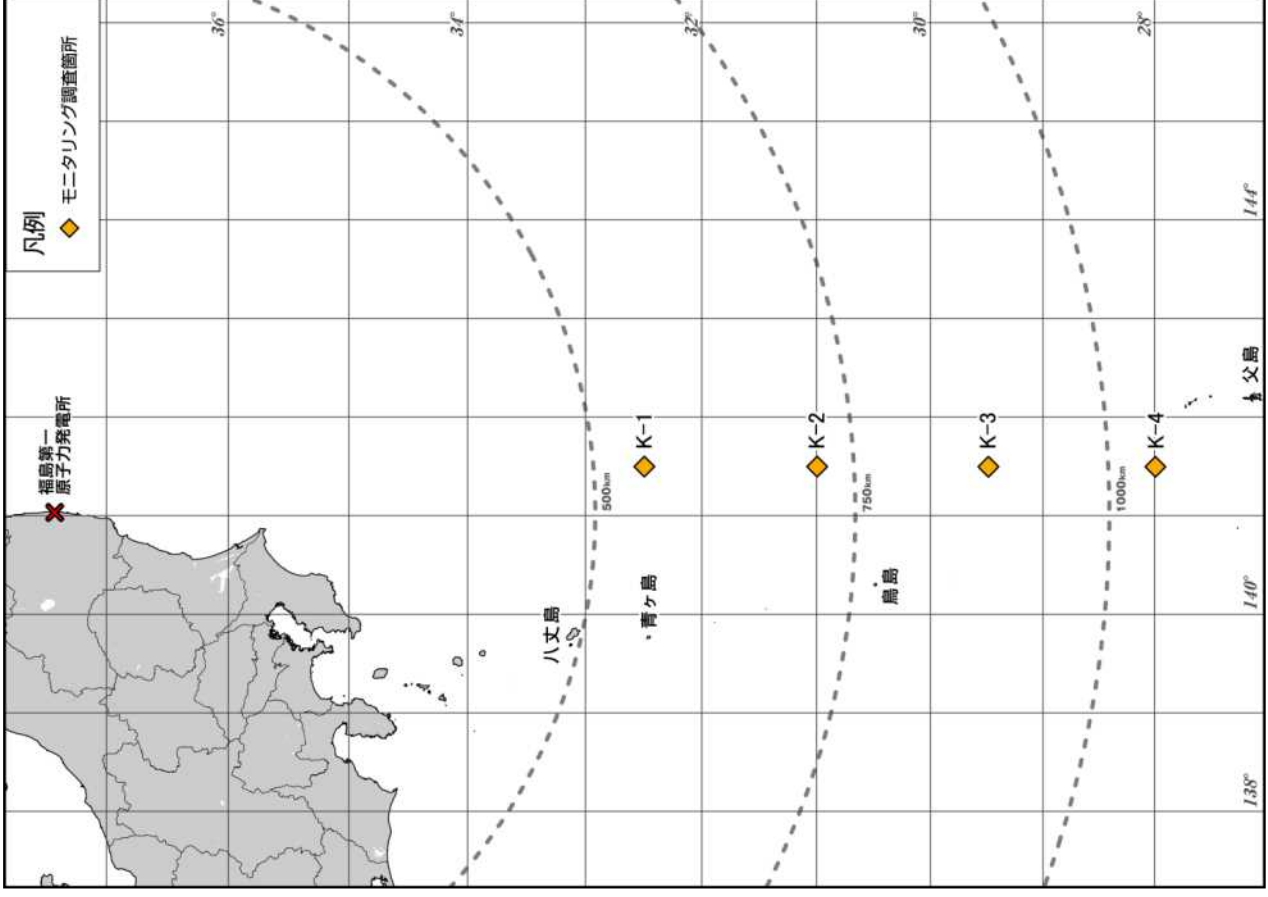 凡例
モニタリング調査箇所
福島第一
原子力発電所
36°
34°
32°
30°
28°
八丈島
青ヶ島
鳥島
父島
500km
750km
1000km
K-1
K-2
K-3
K-4
138°
140°
144°